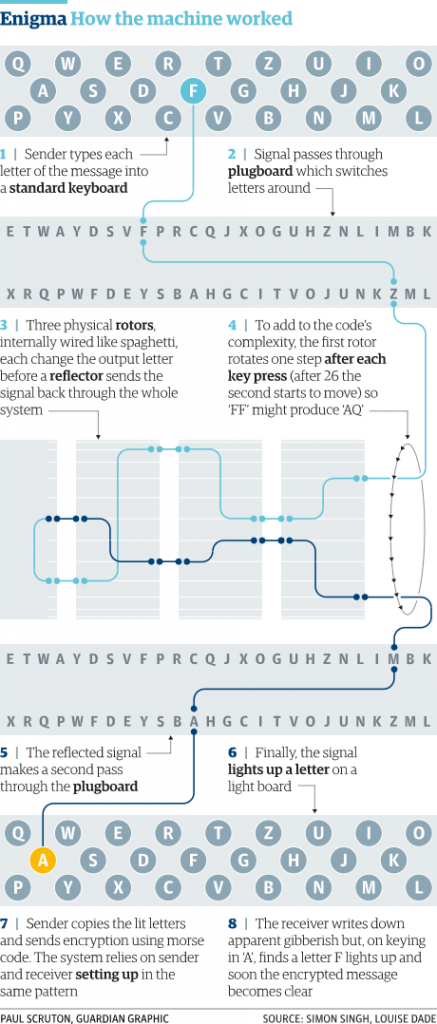 Enigma How the machine worked
Q W E R T Z U I O
A S D F G H J K
P Y X C V B N M L
1 | Sender types each
letter of the message into
a standard keyboard
2 | Signal passes through
plugboard which switches
letters around
E T W A Y D S V F P R C Q J X O G U H Z N L I M B K
X R Q P W F D E Y S B A H G C I T V O J U N K Z M L
3 | Three physical rotors,
internally wired like spaghetti,
each change the output letter
before a reflector sends the
signal back through the whole
system
4 | To add to the code's
complexity, the first rotor
rotates one step after each
key press (after 26 the
second starts to move) so
'FF' might produce 'AQ'
E T W A Y D S V F P R C Q J X O G U H Z N L I M B K
X R Q P W F D E Y S B A H G C I T V O J U N K Z M L
5 | The reflected signal
makes a second pass
through the plugboard
6 | Finally, the signal
lights up a letter on a
light board
Q W E R T Z U I O
A S D F G H J K
P Y X C V B N M L
7 | Sender copies the lit letters
and sends encryption using morse
code. The system relies on sender
and receiver setting up in the
same pattern
8 | The receiver writes down
apparent gibberish but, on keying
in 'A', finds a letter F lights up and
soon the encrypted message
becomes clear
PAUL SCRUTON, GUARDIAN GRAPHIC
SOURCE: SIMON SINGH, LOUISE DADE